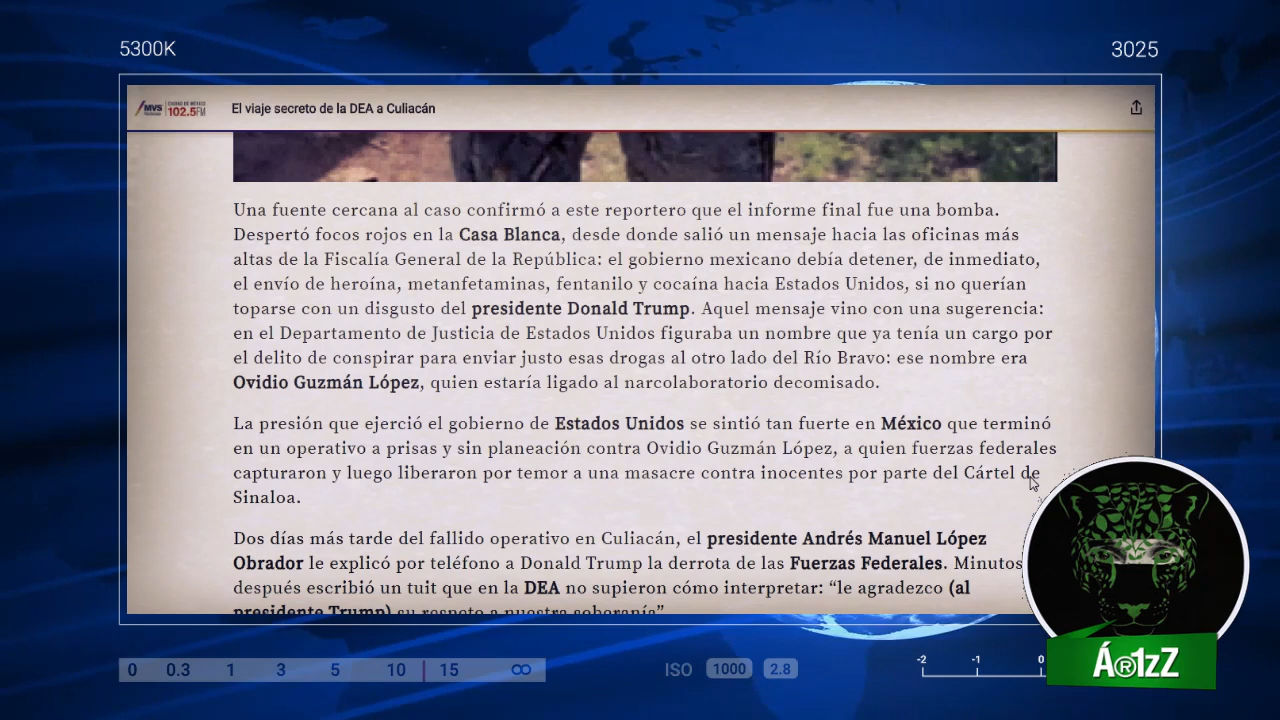 5300K
3025
MVS
CIUDAD DE MÉXICO
102.5FM
El viaje secreto de la DEA a Culiacán
Una fuente cercana al caso confirmó a este reportero que el informe final fue una bomba.
Despertó focos rojos en la Casa Blanca, desde donde salió un mensaje hacia las oficinas más
altas de la Fiscalía General de la República: el gobierno mexicano debía detener, de inmediato,
el envío de heroína, metanfetaminas, fentanilo y cocaína hacia Estados Unidos, si no querían
toparse con un disgusto del presidente Donald Trump. Aquel mensaje vino con una sugerencia:
en el Departamento de Justicia de Estados Unidos figuraba un nombre que ya tenía un cargo por
el delito de conspirar para enviar justo esas drogas al otro lado del Río Bravo: ese nombre era
Ovidio Guzmán López, quien estaría ligado al narcolaboratorio decomisado.
La presión que ejerció el gobierno de Estados Unidos se sintió tan fuerte en México que terminó
en un operativo a prisas y sin planeación contra Ovidio Guzmán López, a quien fuerzas federales
capturaron y luego liberaron por temor a una masacre contra inocentes por parte del Cártel de
Sinaloa.
Dos días más tarde del fallido operativo en Culiacán, el presidente Andrés Manuel López
Obrador le explicó por teléfono a Donald Trump la derrota de las Fuerzas Federales. Minutos
después escribió un tuit que en la DEA no supieron cómo interpretar: “le agradezco (al
presidente Trump) su respeto a nuestra soberanía”
0 0.3 1 3 5 10 15 ∞
ISO 1000 2.8
-2 -1 0
Á®1zZ